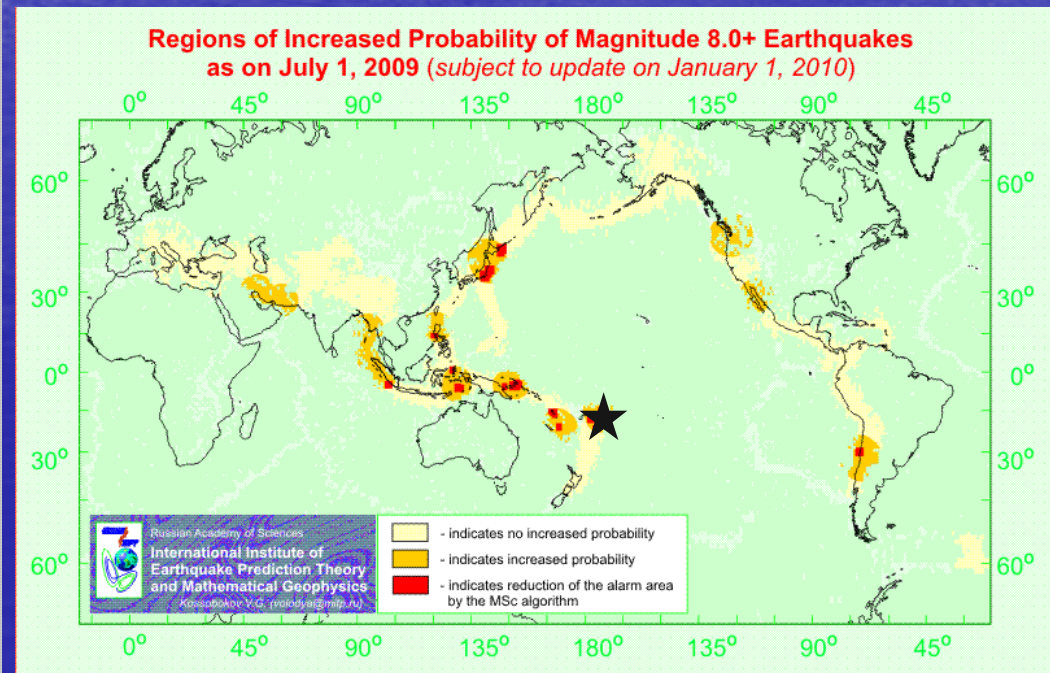 Regions of Increased Probability of Magnitude 8.0+ Earthquakes
as on July 1, 2009 (subject to update on January 1, 2010)
0° 45° 90° 135° 180° 135° 90° 45°
60° 60°
30° 30°
0° 0°
30° 30°
60° 60°
Russian Academy of Sciences
International Institute of
Earthquake Prediction Theory
and Mathematical Geophysics
Kossobokov V.G. (volodya@mitp.ru)
- indicates no increased probability
- indicates increased probability
- indicates reduction of the alarm area
by the MSc algorithm
0° 45° 90° 135° 180° 135° 90° 45°